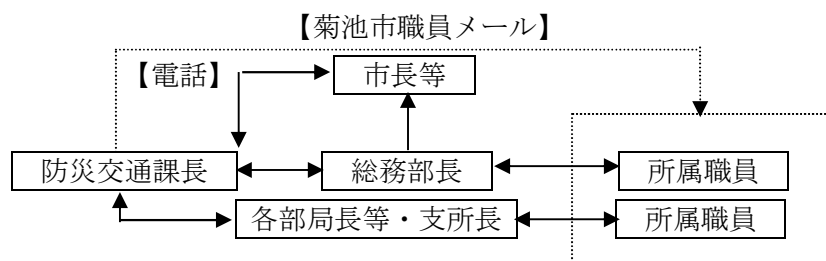 【菊池市職員メール】
【電話】
市長等
防災交通課長
総務部長
所属職員
各部局長等・支所長
所属職員